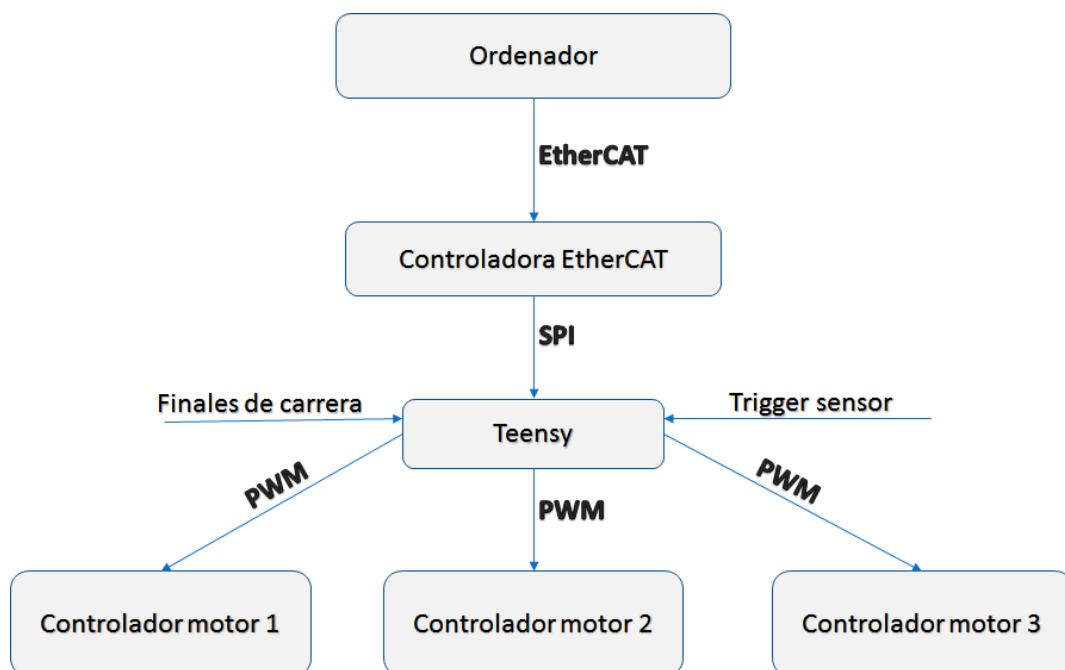 Ordenador
EtherCAT
Controladora EtherCAT
SPI
Finales de carrera
Trigger sensor
Teensy
PWM
PWM
PWM
Controlador motor 1
Controlador motor 2
Controlador motor 3